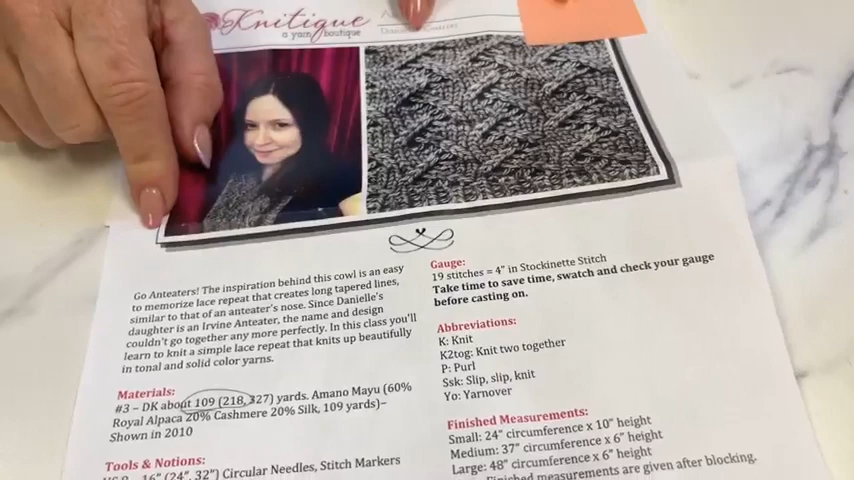 Knitique
a yarn boutique
Go Anteaters! The inspiration behind this cowl is an easy
to memorize lace repeat that creates long tapered lines,
similar to that of an anteater's nose. Since Danielle's
daughter is an Irvine Anteater, the name and design
couldn't go together any more perfectly. In this class you'll
learn to knit a simple lace repeat that knits up beautifully
in tonal and solid color yarns.
Materials:
#3 – DK about 109 (218, 327) yards. Amano Mayu (60%
Royal Alpaca 20% Cashmere 20% Silk, 109 yards)–
Shown in 2010
Tools & Notions:
16" (24", 32") Circular Needles, Stitch Markers
Gauge:
19 stitches = 4" in Stockinette Stitch
Take time to save time, swatch and check your gauge
before casting on.
Abbreviations:
K: Knit
K2tog: Knit two together
P: Purl
Ssk: Slip, slip, knit
Yo: Yarnover
Finished Measurements:
Small: 24" circumference x 10" height
Medium: 37" circumference x 6" height
Large: 48" circumference x 6" height
Finished measurements are given after blocking.